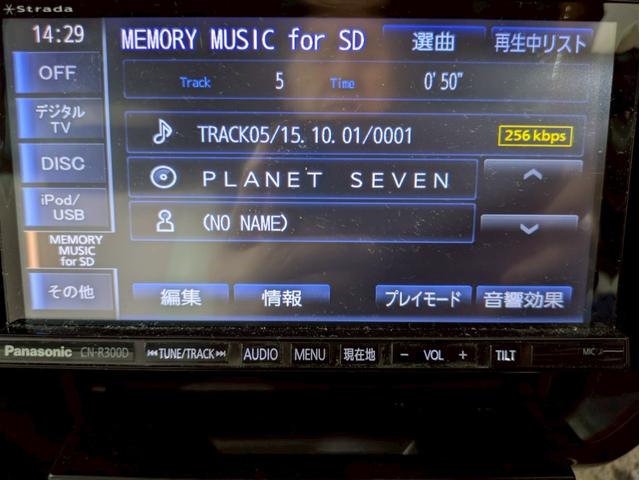 Strada
14:29
MEMORY MUSIC for SD
選曲
再生中リスト
OFF
Track 5 Time 0' 50"
デジタル
TV
TRACK05/15. 10. 01/0001
256 kbps
DISC
PLANET SEVEN
iPod/
USB
(NO NAME)
MEMORY
MUSIC
for SD
その他
編集
情報
プレイモード
音響効果
Panasonic CN-R300D
TUNE/TRACK
AUDIO
MENU
現在地
− VOL +
TILT
MIC